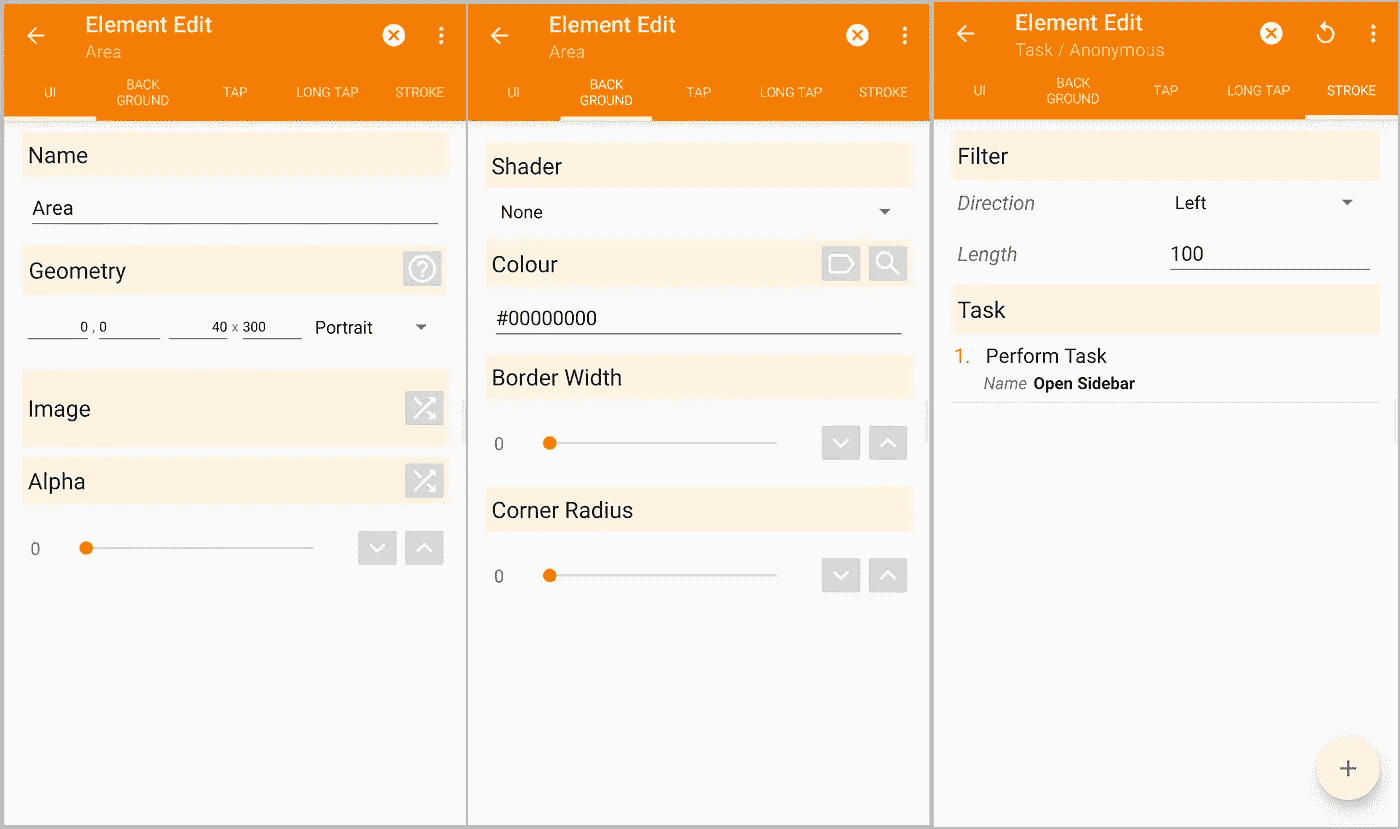 Element Edit
Area
UI
BACK
GROUND
TAP
LONG TAP
STROKE
Name
Area
Geometry
0 , 0 40 x 300 Portrait
Image
Alpha
0
Element Edit
Area
UI
BACK
GROUND
TAP
LONG TAP
STROKE
Shader
None
Colour
#00000000
Border Width
0
Corner Radius
0
Element Edit
Task / Anonymous
UI
BACK
GROUND
TAP
LONG TAP
STROKE
Filter
Direction Left
Length 100
Task
1. Perform Task
Name Open Sidebar